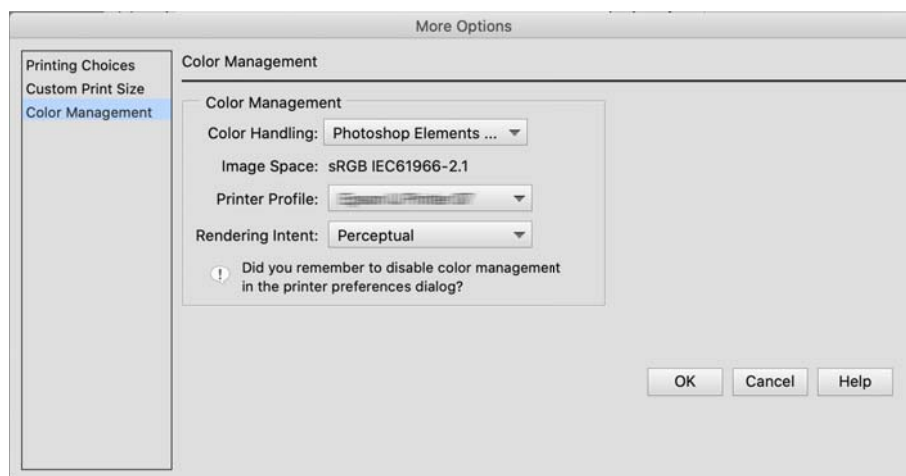 More Options
Printing Choices
Custom Print Size
Color Management
Color Management
Color Management
Color Handling: Photoshop Elements ...
Image Space: sRGB IEC61966-2.1
Printer Profile:
Rendering Intent: Perceptual
! Did you remember to disable color management
in the printer preferences dialog?
OK Cancel Help